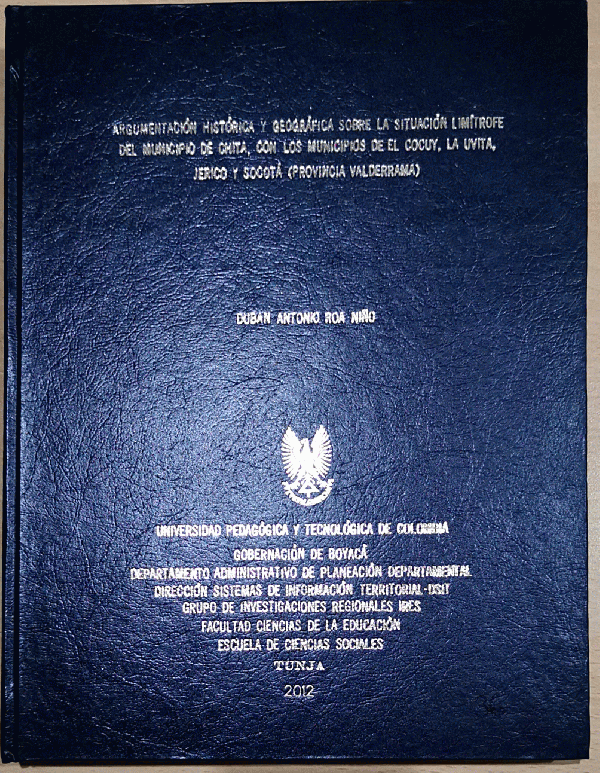 ARGUMENTACIÓN HISTÓRICA Y GEOGRÁFICA SOBRE LA SITUACIÓN LIMÍTROFE
DEL MUNICIPIO DE CHITA, CON LOS MUNICIPIOS DE EL COCUY, LA UVITA,
JERICO Y SOCOTÁ (PROVINCIA VALDERRAMA)
DUBAN ANTONIO ROA NIÑO
UNIVERSIDAD PEDAGÓGICA Y TECNOLÓGICA DE COLOMBIA
GOBERNACIÓN DE BOYACÁ
DEPARTAMENTO ADMINISTRATIVO DE PLANEACIÓN DEPARTAMENTAL
DIRECCIÓN SISTEMAS DE INFORMACIÓN TERRITORIAL-DSIT
GRUPO DE INVESTIGACIONES REGIONALES IRES
FACULTAD CIENCIAS DE LA EDUCACIÓN
ESCUELA DE CIENCIAS SOCIALES
TUNJA
2012